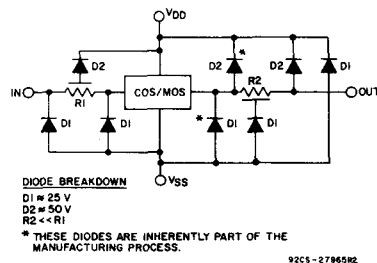 VDD
D2
D2
*
R2
D2
D1
IN
R1
COS/MOS
OUT
D1
D1
*
D1
D1
VSS
DIODE BREAKDOWN
D1 ≈ 25 V
D2 ≈ 50 V
R2 << R1
* THESE DIODES ARE INHERENTLY PART OF THE
MANUFACTURING PROCESS.
92CS-27865R2